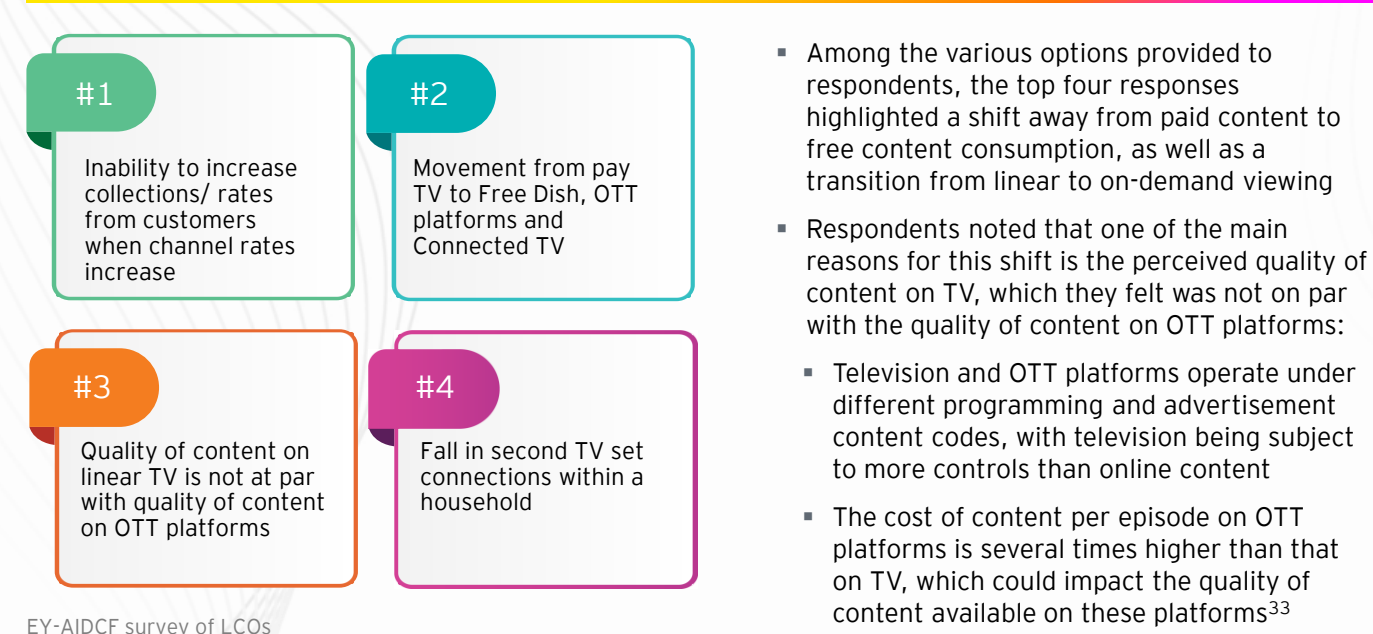 #1
Inability to increase
collections/ rates
from customers
when channel rates
increase
#2
Movement from pay
TV to Free Dish, OTT
platforms and
Connected TV
#3
Quality of content on
linear TV is not at par
with quality of content
on OTT platforms
#4
Fall in second TV set
connections within a
household
EY-AIDCF survey of LCOs
▪ Among the various options provided to
respondents, the top four responses
highlighted a shift away from paid content to
free content consumption, as well as a
transition from linear to on-demand viewing
▪ Respondents noted that one of the main
reasons for this shift is the perceived quality of
content on TV, which they felt was not on par
with the quality of content on OTT platforms:
▪ Television and OTT platforms operate under
different programming and advertisement
content codes, with television being subject
to more controls than online content
▪ The cost of content per episode on OTT
platforms is several times higher than that
on TV, which could impact the quality of
content available on these platforms³³